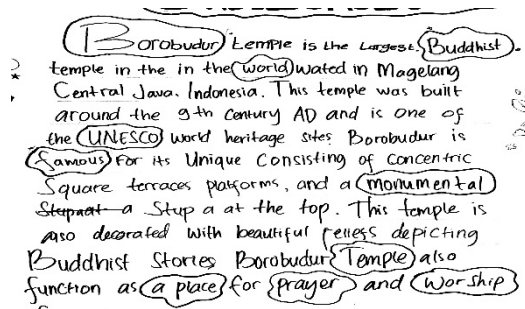 Borobudur temple is the Largest. Buddhist.
temple in the in the world wated in Magelang
Central Java. Indonesia. This temple was built
around the 9th century AD and is one of
the UNESCO world heritage sites Borobudur is
famous For its Unique Consisting of concentric
Square terraces paltforms, and a monumental
a Stup a at the top. This temple is
also decorated with beautiful reliess depicting
Buddhist Stories Borobudur Temple also
function as a place for prayer and worship